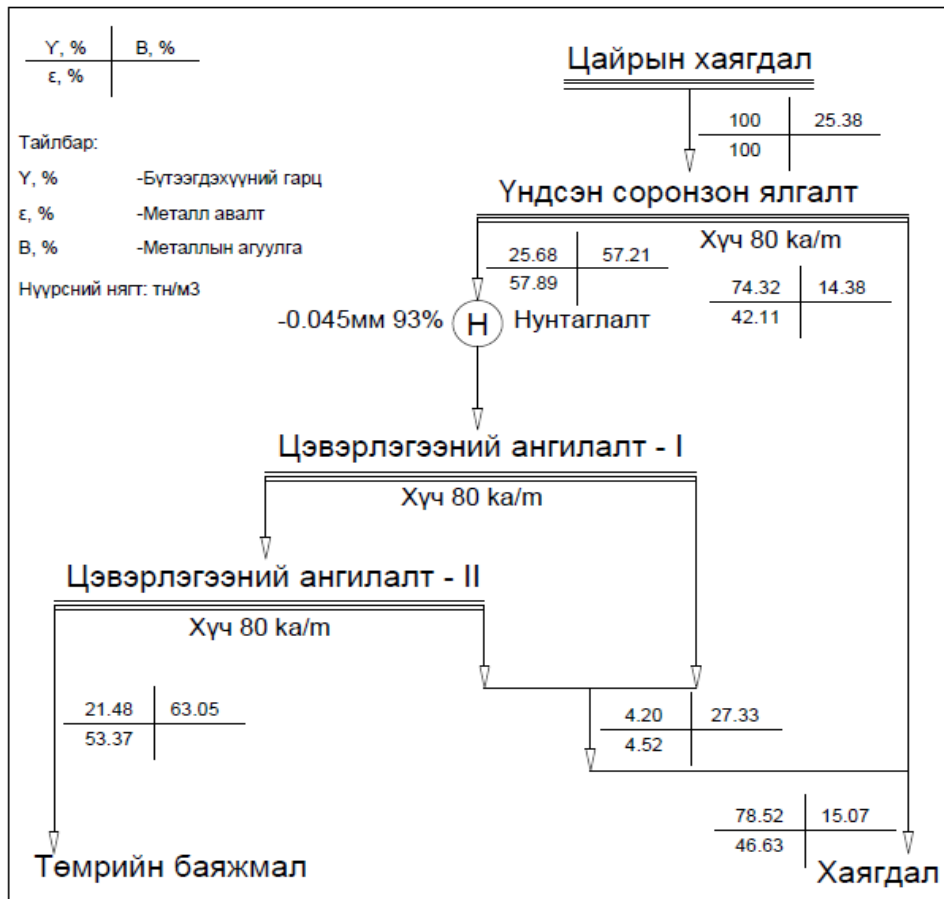 Ү, % В, %
ε, %
Цайрын хаягдал
100 25.38
100
Тайлбар:
Ү, % -Бүтээгдэхүүний гарц
ε, % -Металл авалт
В, % -Металлын агуулга
Нүүрсний нягт: тн/м3
Үндсэн соронзон ялгалт
Хүч 80 ka/m
25.68 57.21
57.89
74.32 14.38
42.11
-0.045мм 93% Н Нунтаглалт
Цэвэрлэгээний ангилалт - I
Хүч 80 ka/m
Цэвэрлэгээний ангилалт - II
Хүч 80 ka/m
21.48 63.05
53.37
4.20 27.33
4.52
78.52 15.07
46.63
Төмрийн баяжмал
Хаягдал